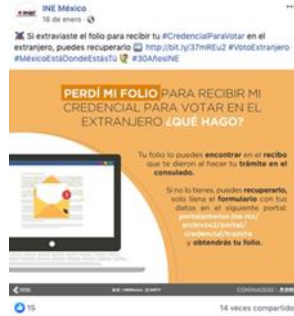 INE México
16 de enero ·
Si extraviaste el folio para recibir tu #CredencialParaVotar en el
extranjero, puedes recuperarlo http://bit.ly/37mREu2 #VotoExtranjero
#MéxicoEstáDondeEstásTú #30AñosINE
PERDÍ MI FOLIO PARA RECIBIR MI
CREDENCIAL PARA VOTAR EN EL
EXTRANJERO ¿QUÉ HAGO?
Tu folio lo puedes encontrar en el recibo
que te dieron al hacer tu trámite en el
consulado.
Si no lo tienes, puedes recuperarlo,
solo llena el formulario con tus
datos en el siguiente portal:
portalanterior.ine.mx/
archivos2/portal/
credencial/tramite
y obtendrás tu folio.
15
14 veces compartido